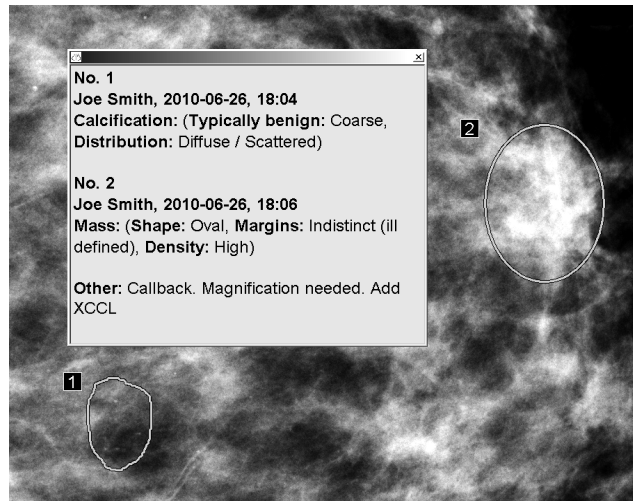 No. 1
Joe Smith, 2010-06-26, 18:04
Calcification: (Typically benign: Coarse,
Distribution: Diffuse / Scattered)
No. 2
Joe Smith, 2010-06-26, 18:06
Mass: (Shape: Oval, Margins: Indistinct (ill
defined), Density: High)
Other: Callback. Magnification needed. Add
XCCL
2
1